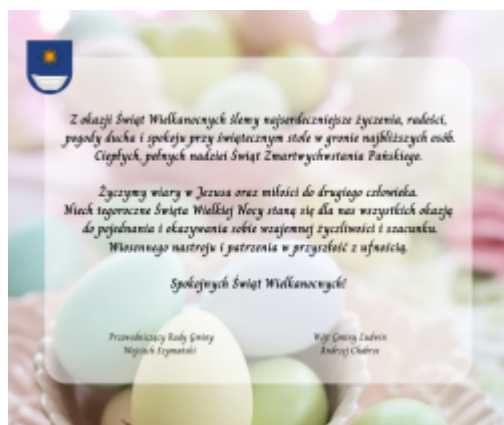 Z okazji Świąt Wielkanocnych ślemy najserdeczniejsze życzenia, radości,
pogody ducha i spokoju przy świątecznym stole w gronie najbliższych osób.
Ciepłych, pełnych nadziei Świąt Zmartwychwstania Pańskiego.
Życzymy wiary w Jezusa oraz miłości do drugiego człowieka.
Niech tegoroczne Święta Wielkiej Nocy staną się dla nas wszystkich okazją
do pojednania i okazywania sobie wzajemnej życzliwości i szacunku.
Wiosennego nastroju i patrzenia w przyszłość z ufnością.
Spokojnych Świąt Wielkanocnych!
Przewodniczący Rady Gminy
Wojciech Szymański
Wójt Gminy Ludwin
Andrzej Chabros